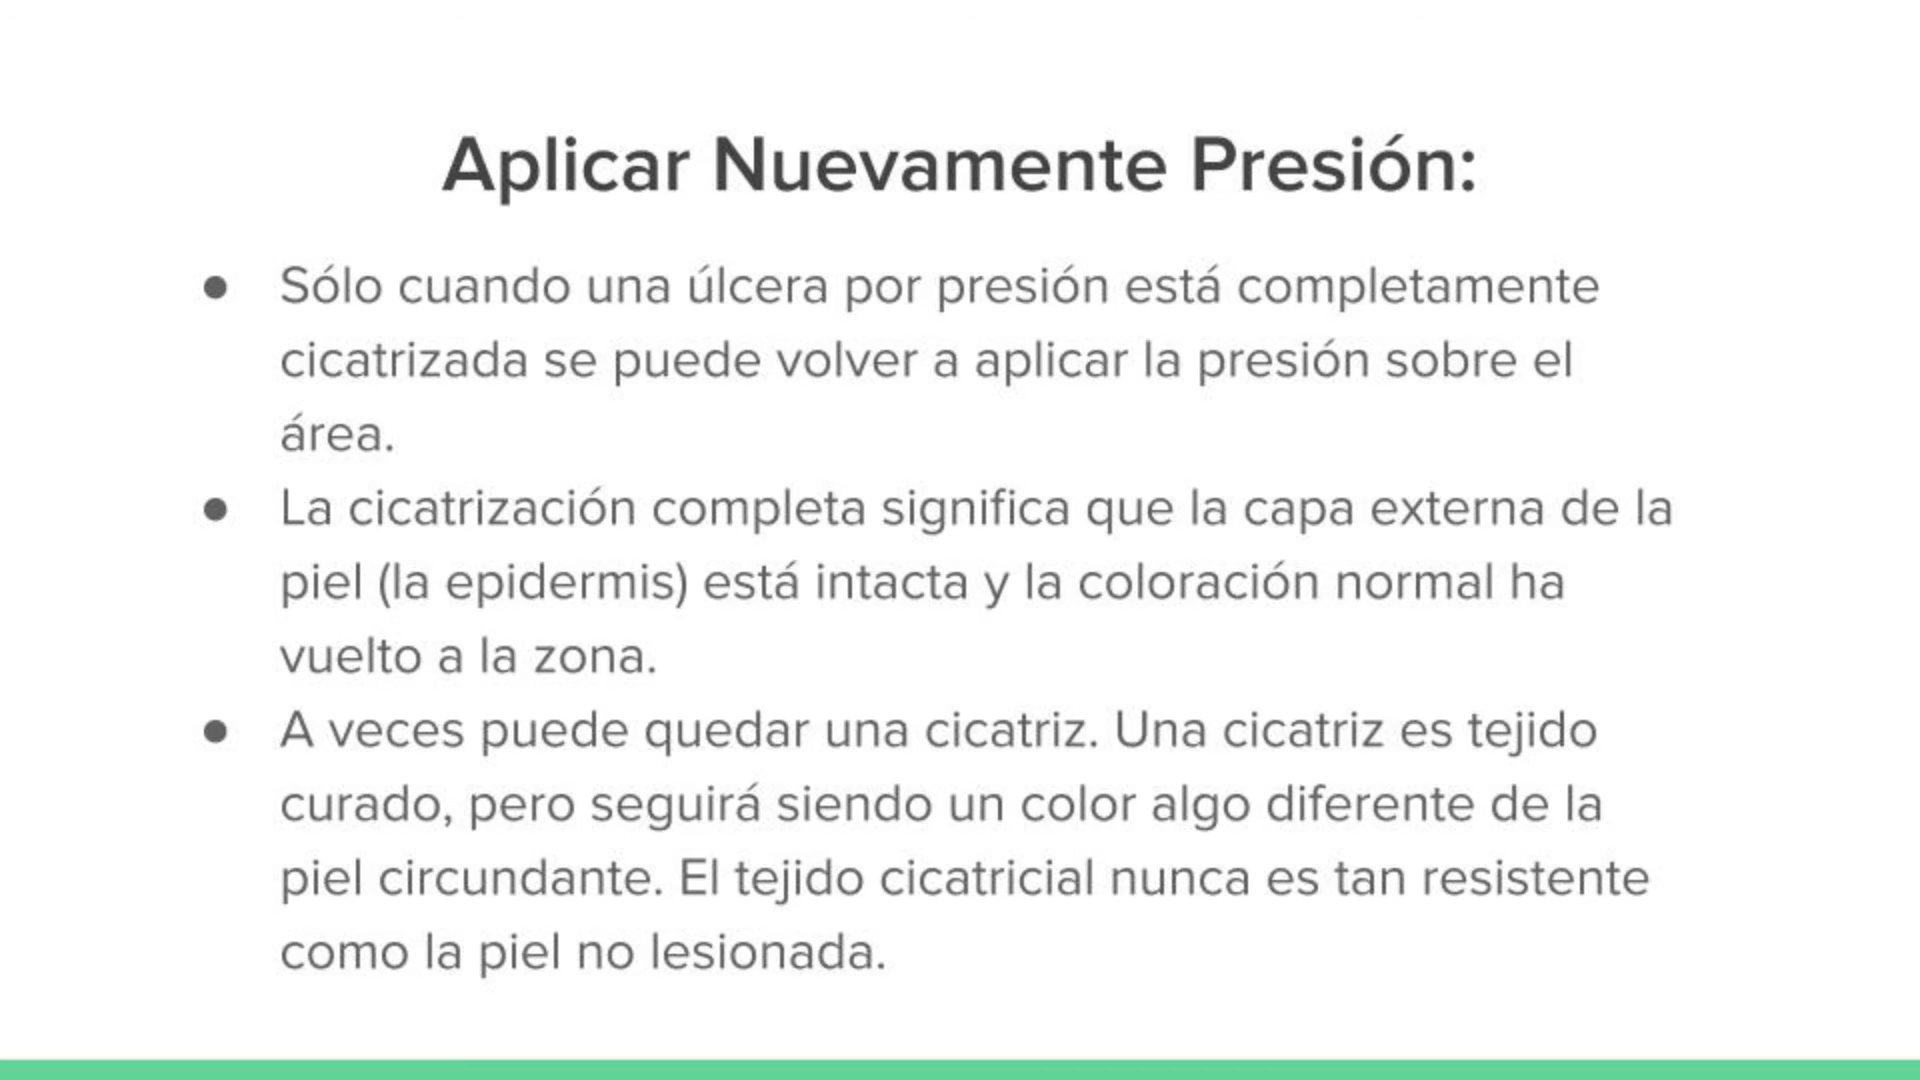 Aplicar Nuevamente Presión:
● Sólo cuando una úlcera por presión está completamente
cicatrizada se puede volver a aplicar la presión sobre el
área.
● La cicatrización completa significa que la capa externa de la
piel (la epidermis) está intacta y la coloración normal ha
vuelto a la zona.
● A veces puede quedar una cicatriz. Una cicatriz es tejido
curado, pero seguirá siendo un color algo diferente de la
piel circundante. El tejido cicatricial nunca es tan resistente
como la piel no lesionada.